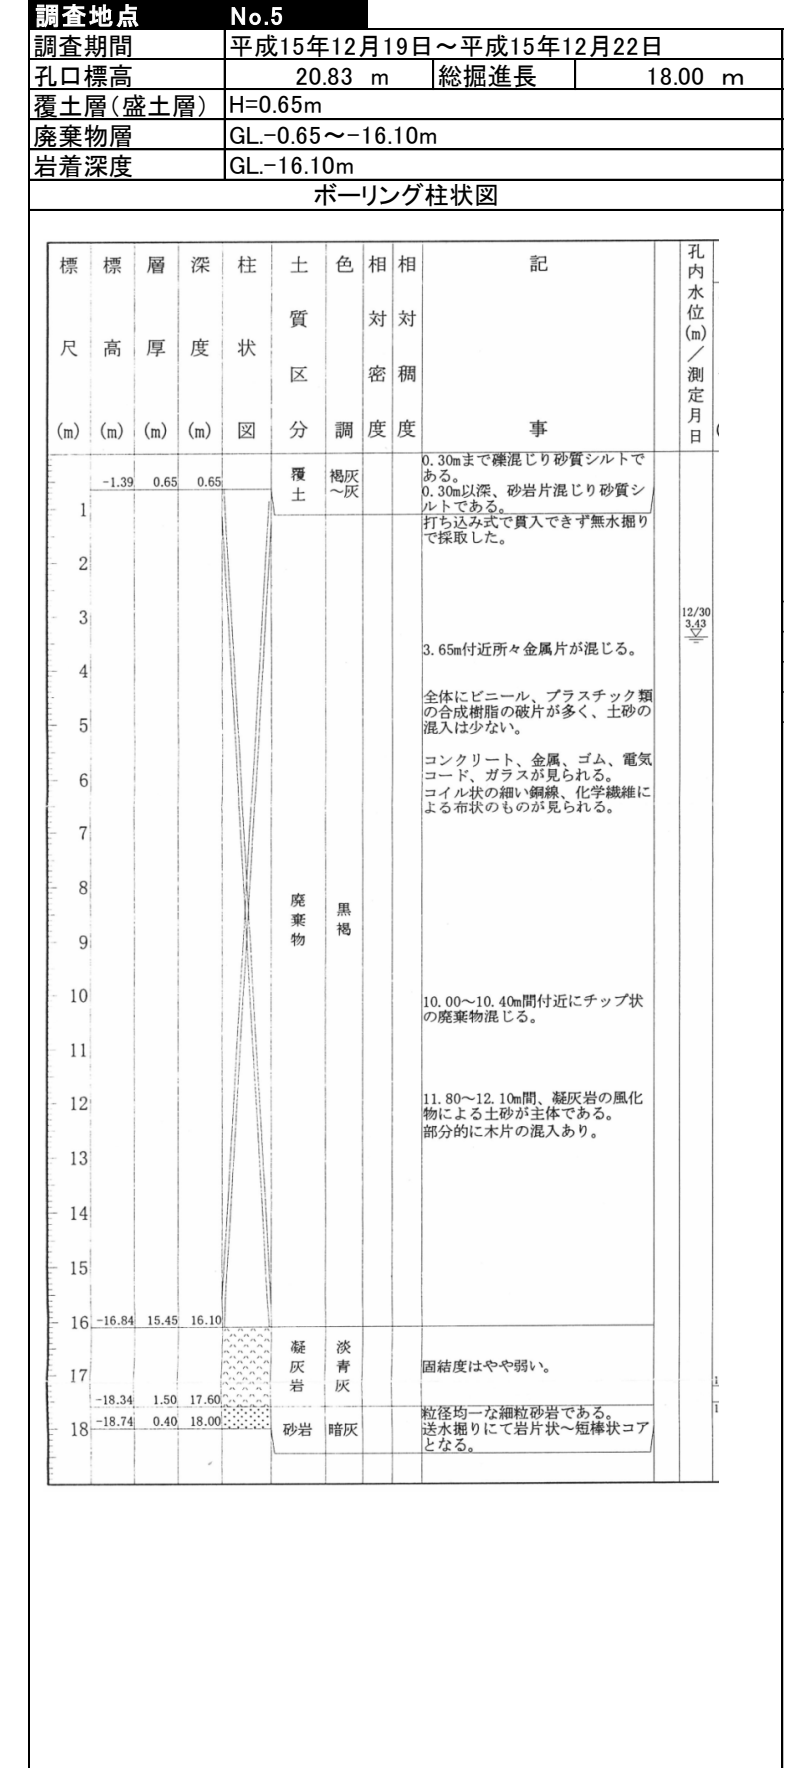 調査地点 No.5
調査期間 平成15年12月19日～平成15年12月22日
孔口標高 20.83 m 総掘進長 18.00 m
覆土層(盛土層) H=0.65m
廃棄物層 GL.-0.65～-16.10m
岩着深度 GL.-16.10m
ボーリング柱状図
標尺(m) 標高(m) 層厚(m) 深度(m) 柱状図 土質区分 色調 相対密度 相対稠度 記事 孔内水位(m)／測定月日
-1.39 0.65 0.65 覆土 褐灰～灰
0.30mまで礫混じり砂質シルトで
ある。
0.30m以深、砂岩片混じり砂質シ
ルトである。
1
打ち込み式で貫入できず無水掘り
で採取した。
2
3
12/30
3.43
3.65m付近所々金属片が混じる。
4
全体にビニール、プラスチック類
の合成樹脂の破片が多く、土砂の
混入は少ない。
5
コンクリート、金属、ゴム、電気
コード、ガラスが見られる。
6
コイル状の細い銅線、化学繊維に
よる布状のものが見られる。
7
8
廃棄物 黒褐
9
10
10.00～10.40m間付近にチップ状
の廃棄物混じる。
11
12
11.80～12.10m間、凝灰岩の風化
物による土砂が主体である。
部分的に木片の混入あり。
13
14
15
16 -16.84 15.45 16.10
凝灰岩 淡青灰
17
固結度はやや弱い。
-18.34 1.50 17.60
18 -18.74 0.40 18.00 砂岩 暗灰
粒径均一な細粒砂岩である。
送水掘りにて岩片状～短棒状コア
となる。